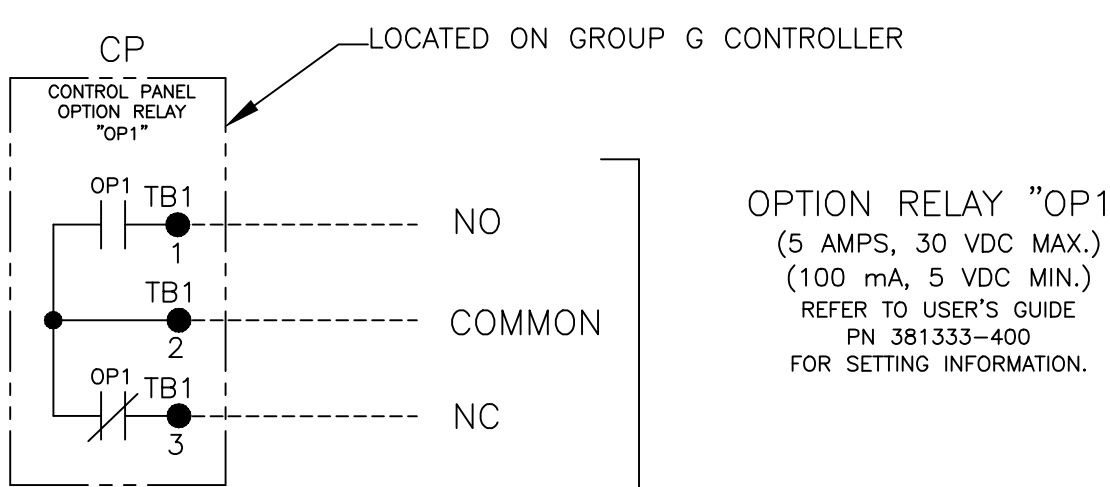 LOCATED ON GROUP G CONTROLLER
CP
CONTROL PANEL
OPTION RELAY
"OP1"
OP1 TB1
1
NO
TB1
2
COMMON
OP1 TB1
3
NC
OPTION RELAY "OP1
(5 AMPS, 30 VDC MAX.)
(100 mA, 5 VDC MIN.)
REFER TO USER'S GUIDE
PN 381333-400
FOR SETTING INFORMATION.